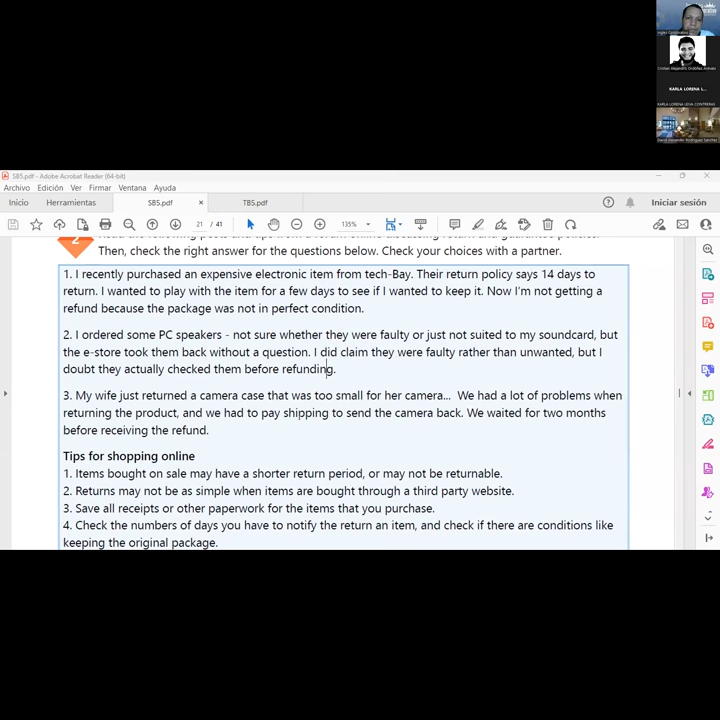 KARLA LORENA L...
KARLA LORENA LEIVA CONTRERAS
SB5.pdf - Adobe Acrobat Reader (64-bit)
Archivo Edición Ver Firmar Ventana Ayuda
Inicio Herramientas SB5.pdf TB5.pdf Iniciar sesión
21 / 41 135%
2
Then, check the right answer for the questions below. Check your choices with a partner.
1. I recently purchased an expensive electronic item from tech-Bay. Their return policy says 14 days to
return. I wanted to play with the item for a few days to see if I wanted to keep it. Now I'm not getting a
refund because the package was not in perfect condition.
2. I ordered some PC speakers - not sure whether they were faulty or just not suited to my soundcard, but
the e-store took them back without a question. I did claim they were faulty rather than unwanted, but I
doubt they actually checked them before refunding.
3. My wife just returned a camera case that was too small for her camera... We had a lot of problems when
returning the product, and we had to pay shipping to send the camera back. We waited for two months
before receiving the refund.
Tips for shopping online
1. Items bought on sale may have a shorter return period, or may not be returnable.
2. Returns may not be as simple when items are bought through a third party website.
3. Save all receipts or other paperwork for the items that you purchase.
4. Check the numbers of days you have to notify the return an item, and check if there are conditions like
keeping the original package.